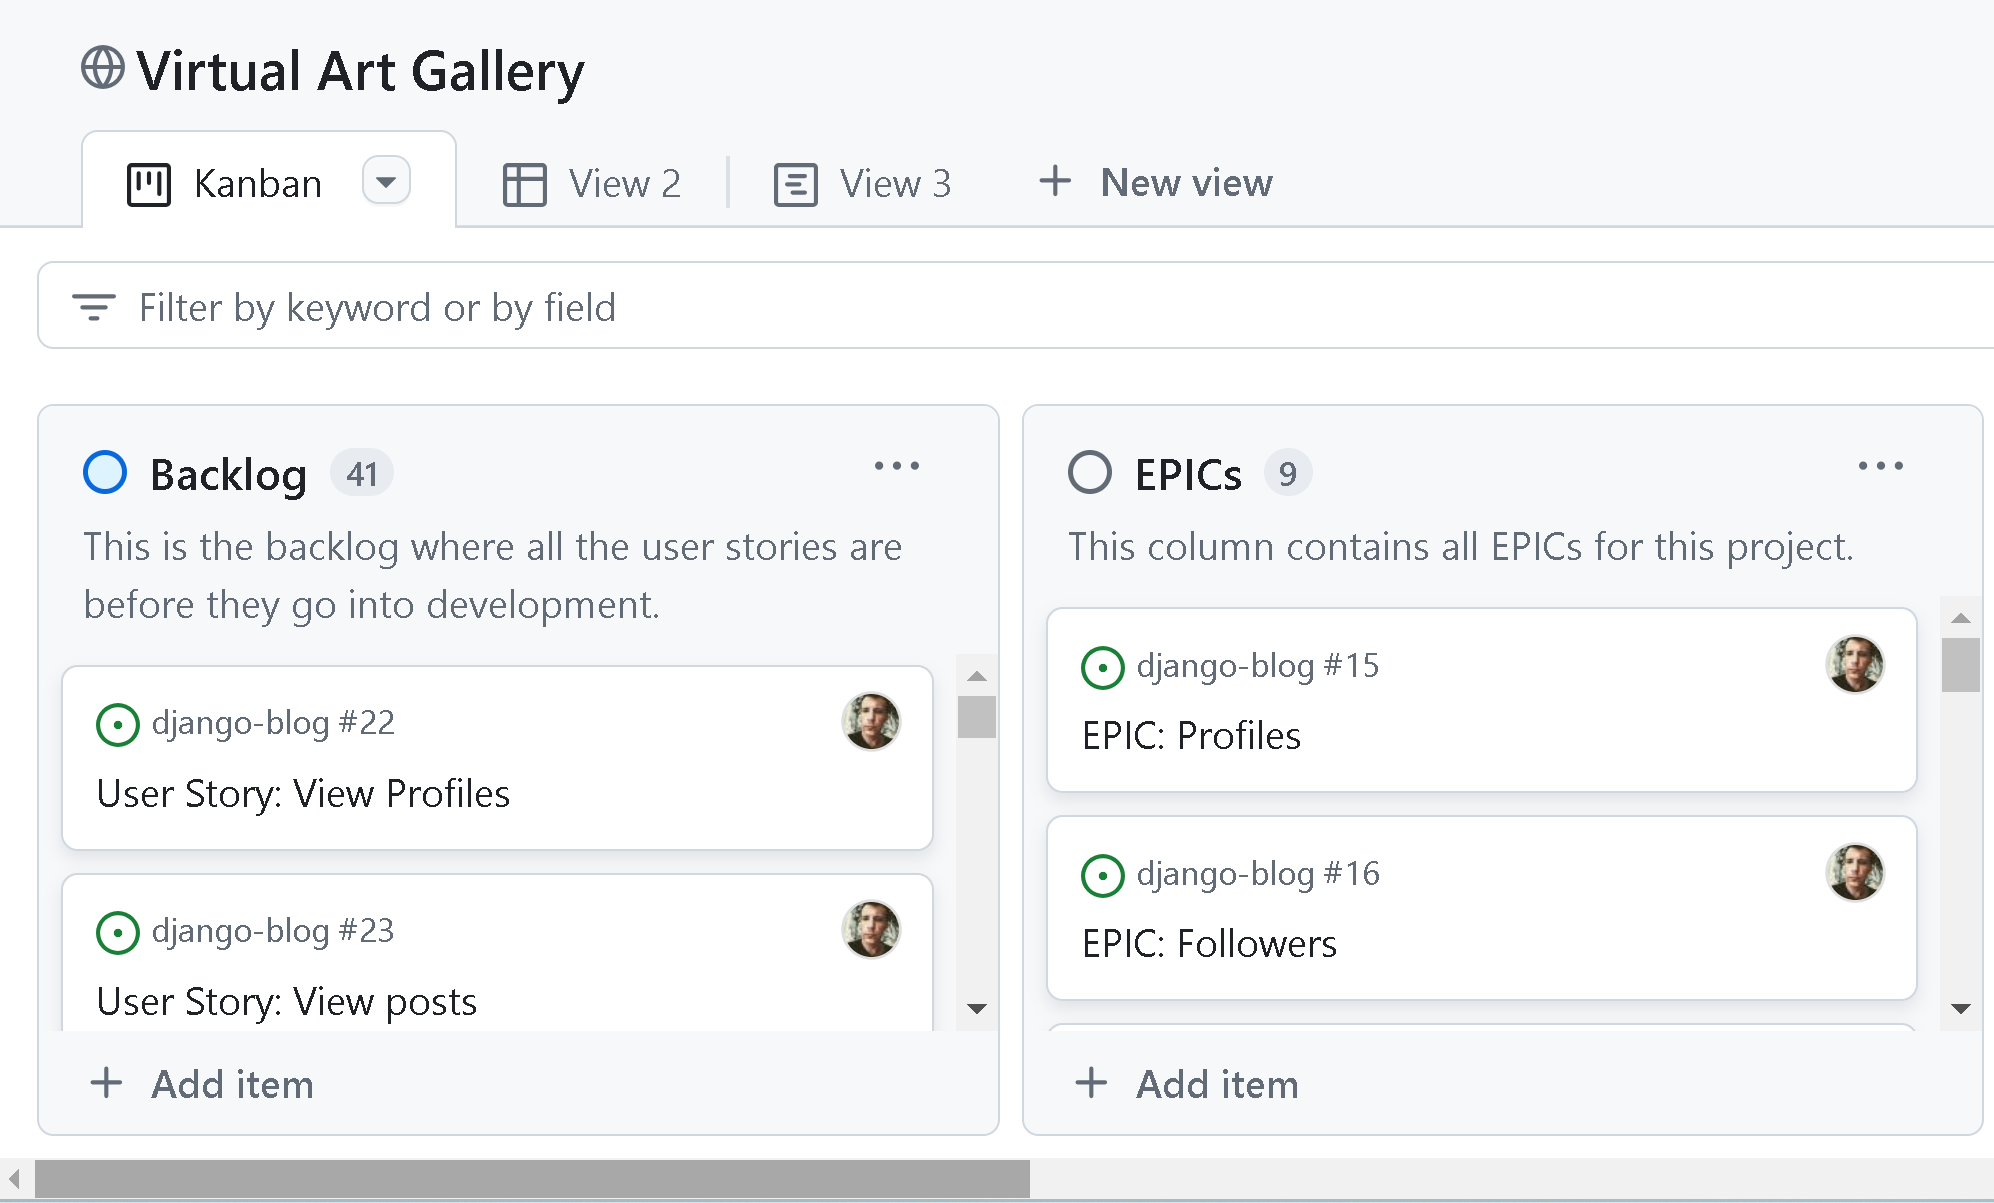 Virtual Art Gallery
Kanban
View 2
View 3
New view
Filter by keyword or by field
Backlog 41
This is the backlog where all the user stories are
before they go into development.
django-blog #22
User Story: View Profiles
django-blog #23
User Story: View posts
Add item
EPICs 9
This column contains all EPICs for this project.
django-blog #15
EPIC: Profiles
django-blog #16
EPIC: Followers
Add item